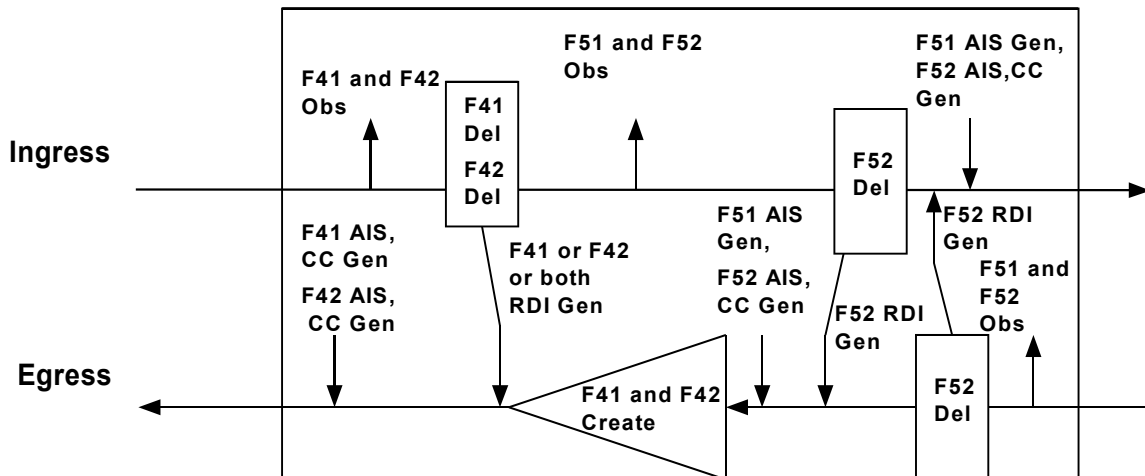 F41 and F42
Obs
F41
Del
F42
Del
F51 and F52
Obs
F52
Del
F51 AIS Gen,
F52 AIS,CC
Gen
Ingress
F41 AIS,
CC Gen
F42 AIS,
CC Gen
F41 or F42
or both
RDI Gen
F51 AIS
Gen,
F52 AIS,
CC Gen
F52 RDI
Gen
F52 RDI
Gen
F51 and
F52
Obs
Egress
F41 and F42
Create
F52
Del